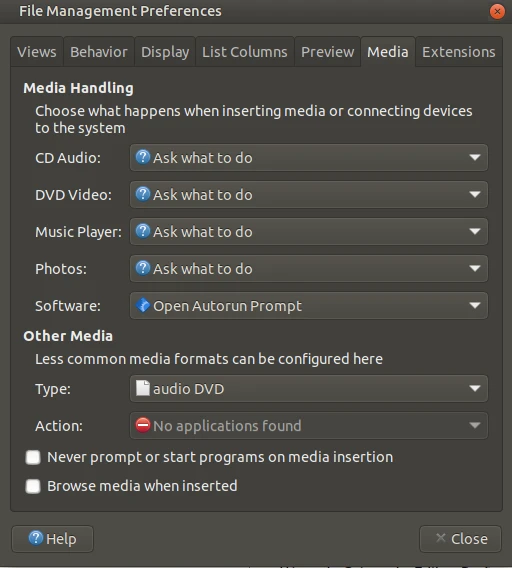 File Management Preferences
Views Behavior Display List Columns Preview Media Extensions
Media Handling
Choose what happens when inserting media or connecting devices
to the system
CD Audio: Ask what to do
DVD Video: Ask what to do
Music Player: Ask what to do
Photos: Ask what to do
Software: Open Autorun Prompt
Other Media
Less common media formats can be configured here
Type: audio DVD
Action: No applications found
Never prompt or start programs on media insertion
Browse media when inserted
Help Close